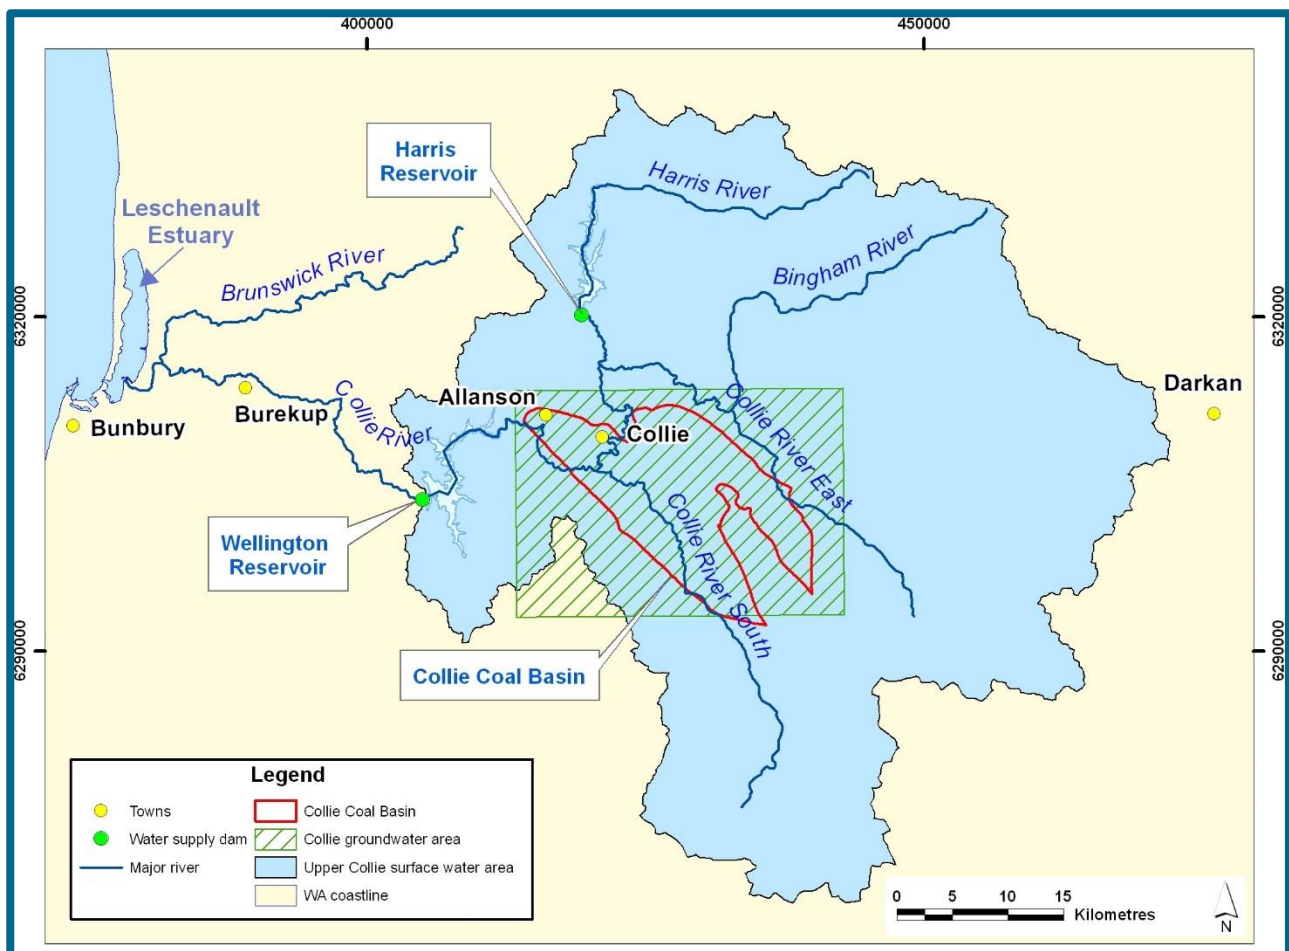 400000
450000
Harris
Reservoir
Harris River
Leschenault
Estuary
Bingham River
Brunswick River
6320000
6320000
Allanson
Darkan
Burekup
Collie River
Bunbury
Collie
Collie River East
Wellington
Reservoir
Collie River South
6290000
6290000
Collie Coal Basin
Legend
Towns
Collie Coal Basin
Water supply dam
Collie groundwater area
Major river
Upper Collie surface water area
WA coastline
0 5 10 15
Kilometres
N